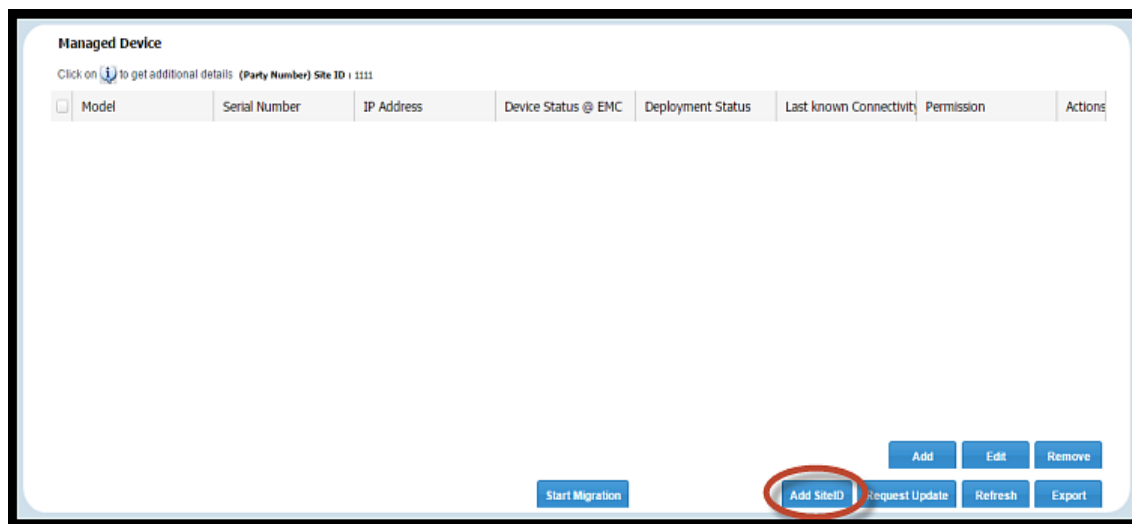 Managed Device
Click on to get additional details (Party Number) Site ID : 1111
Model Serial Number IP Address Device Status @ EMC Deployment Status Last known Connectivity Permission Actions
Add Edit Remove
Start Migration Add SiteID Request Update Refresh Export